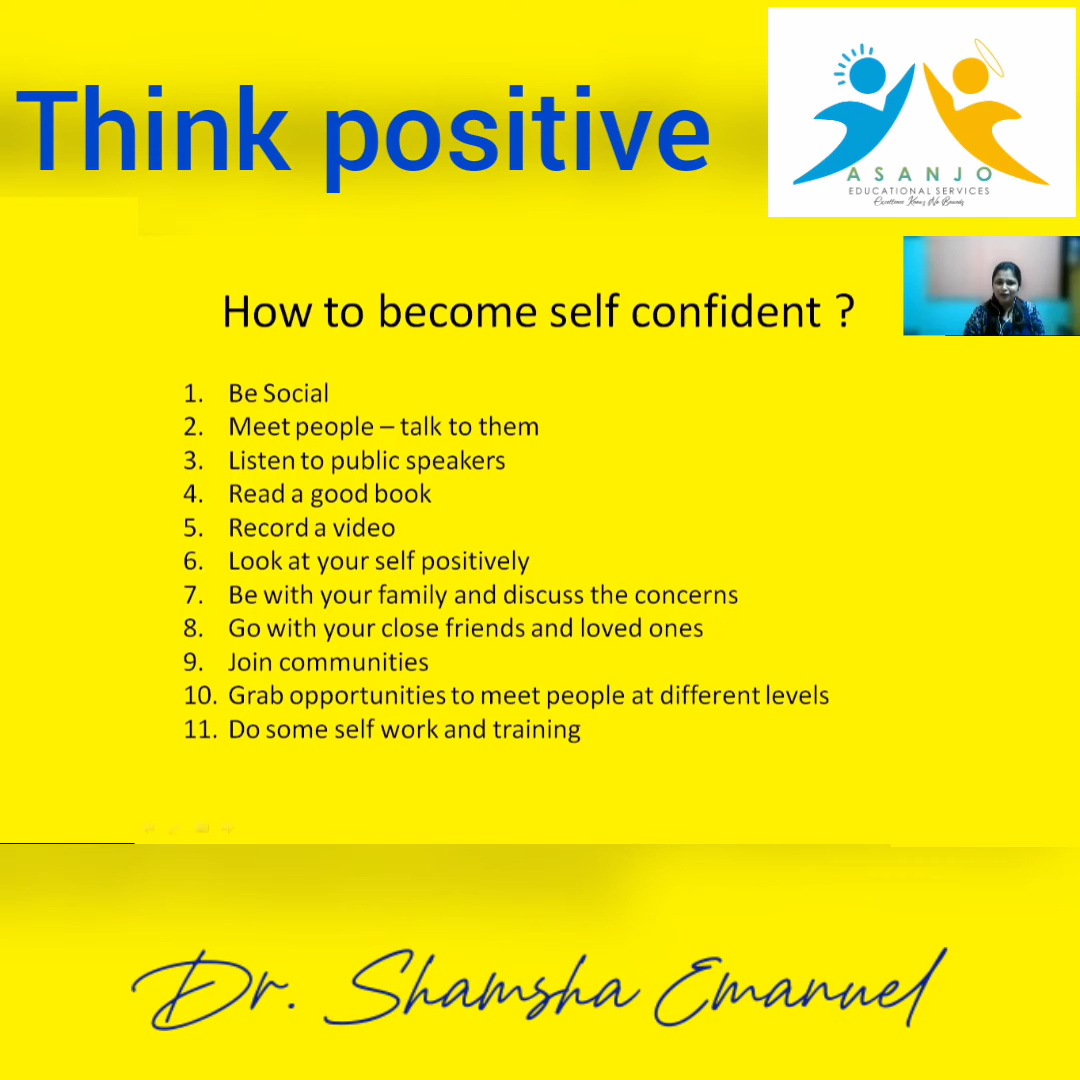 Think positive
ASANJO
EDUCATIONAL SERVICES
Excellence Knows No Bounds
How to become self confident ?
1. Be Social
2. Meet people – talk to them
3. Listen to public speakers
4. Read a good book
5. Record a video
6. Look at your self positively
7. Be with your family and discuss the concerns
8. Go with your close friends and loved ones
9. Join communities
10. Grab opportunities to meet people at different levels
11. Do some self work and training
Dr. Shamsha Emanuel